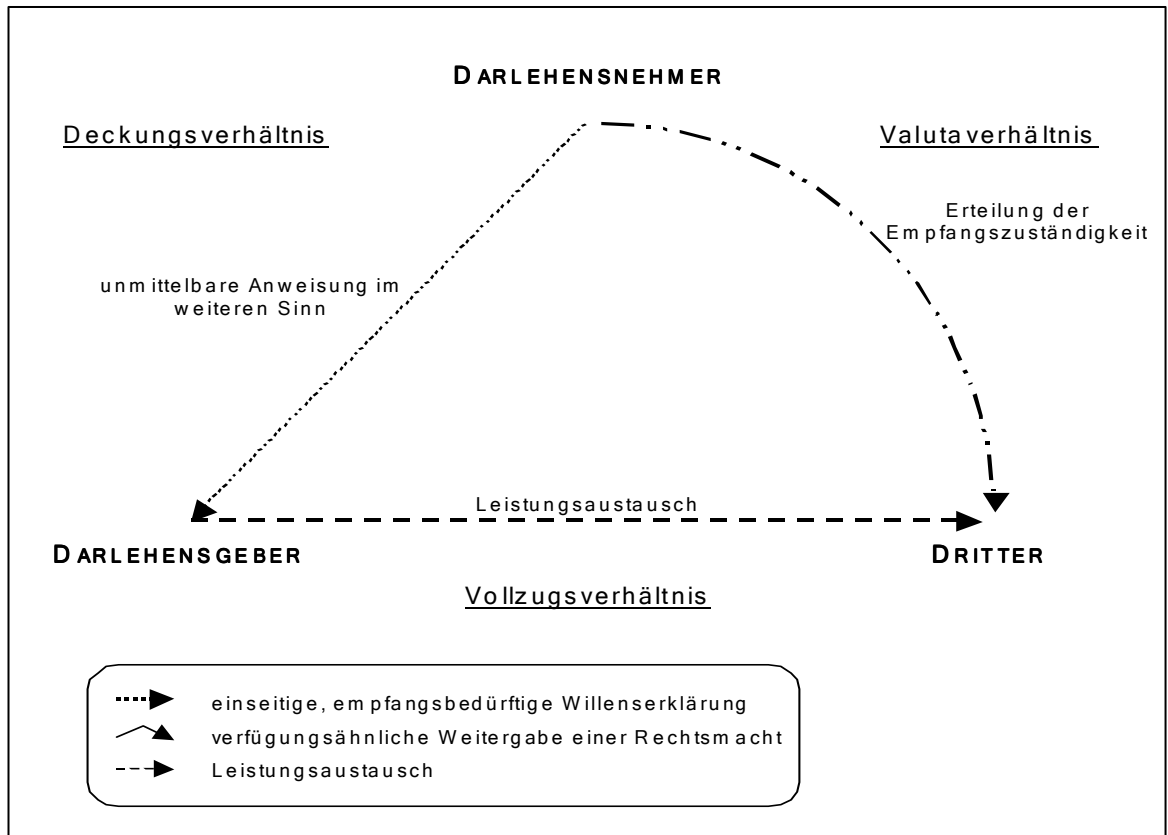 DARLEHENSNEHMER
Deckungsverhältnis
Valutaverhältnis
Erteilung der
Empfangszuständigkeit
unmittelbare Anweisung im
weiteren Sinn
Leistungsaustausch
DARLEHENSGEBER
DRITTER
Vollzugsverhältnis
einseitige, empfangsbedürftige Willenserklärung
verfügungsähnliche Weitergabe einer Rechtsmacht
Leistungsaustausch